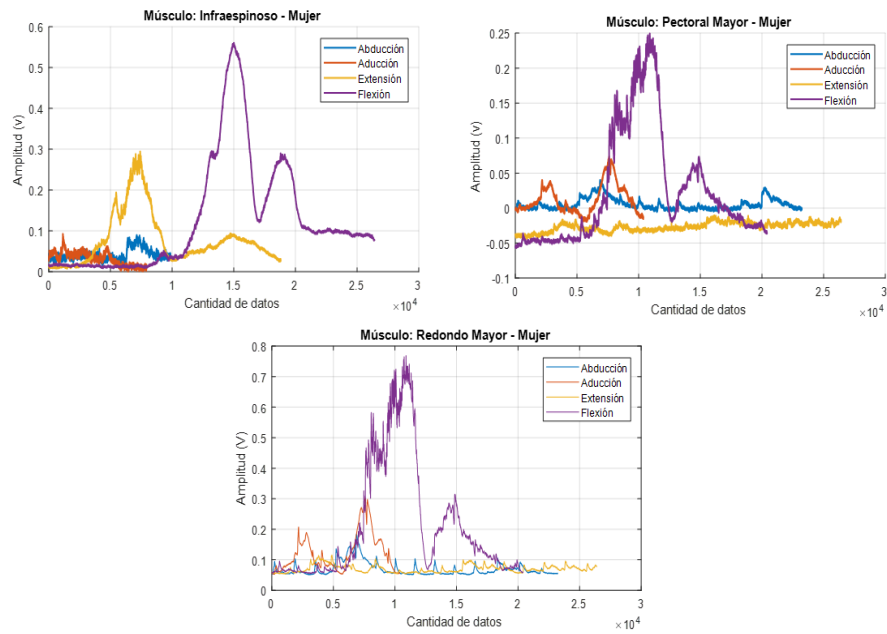 Músculo: Infraespinoso - Mujer
0.6
0.5
0.4
0.3
0.2
0.1
0
Amplitud (v)
Abducción
Aducción
Extensión
Flexión
0 0.5 1 1.5 2 2.5 3
Cantidad de datos
×10⁴
Músculo: Pectoral Mayor - Mujer
0.25
0.2
0.15
0.1
0.05
0
-0.05
-0.1
Amplitud (v)
Abducción
Aducción
Extensión
Flexión
0 0.5 1 1.5 2 2.5 3
Cantidad de datos
×10⁴
Músculo: Redondo Mayor - Mujer
0.8
0.7
0.6
0.5
0.4
0.3
0.2
0.1
0
Amplitud (V)
Abducción
Aducción
Extensión
Flexión
0 0.5 1 1.5 2 2.5 3
Cantidad de datos
×10⁴